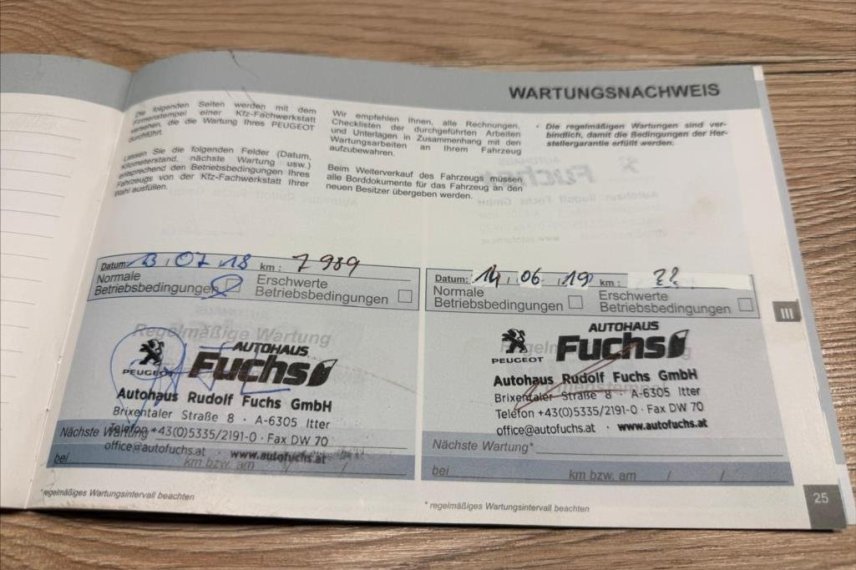 WARTUNGSNACHWEIS
Die folgenden Seiten werden mit dem
Firmenstempel einer Kfz-Fachwerkstatt
versehen, die die Wartung Ihres PEUGEOT
durchführt.
Lassen Sie die folgenden Felder (Datum,
Kilometerstand, nächste Wartung usw.)
entsprechend den Betriebsbedingungen Ihres
Fahrzeugs von der Kfz-Fachwerkstatt Ihrer
Wahl ausfüllen.
Wir empfehlen Ihnen, alle Rechnungen,
Checklisten der durchgeführten Arbeiten
und Unterlagen in Zusammenhang mit den
Wartungsarbeiten an Ihrem Fahrzeug
aufzubewahren.
Beim Weiterverkauf des Fahrzeugs müssen
alle Borddokumente für das Fahrzeug an den
neuen Besitzer übergeben werden.
• Die regelmäßigen Wartungen sind ver-
bindlich, damit die Bedingungen der Her-
stellergarantie erfüllt werden.
Datum: 13.07.18 km: 7989
Normale
Betriebsbedingungen
Erschwerte
Betriebsbedingungen
Regelmäßige Wartung
PEUGEOT
AUTOHAUS
Fuchs
Autohaus Rudolf Fuchs GmbH
Brixentaler Straße 8 · A-6305 Itter
Nächste Wartung
Telefon +43(0)5335/2191-0 · Fax DW 70
office@autofuchs.at · www.autofuchs.at
bei km bzw. am
*regelmäßiges Wartungsintervall beachten
Datum: 14.06.19 km: ??
Normale
Betriebsbedingungen
Erschwerte
Betriebsbedingungen
PEUGEOT
AUTOHAUS
Fuchs
Autohaus Rudolf Fuchs GmbH
Brixentaler Straße 8 · A-6305 Itter
Telefon +43(0)5335/2191-0 · Fax DW 70
office@autofuchs.at · www.autofuchs.at
Nächste Wartung*
bei km bzw. am / /
* regelmäßiges Wartungsintervall beachten
III
25